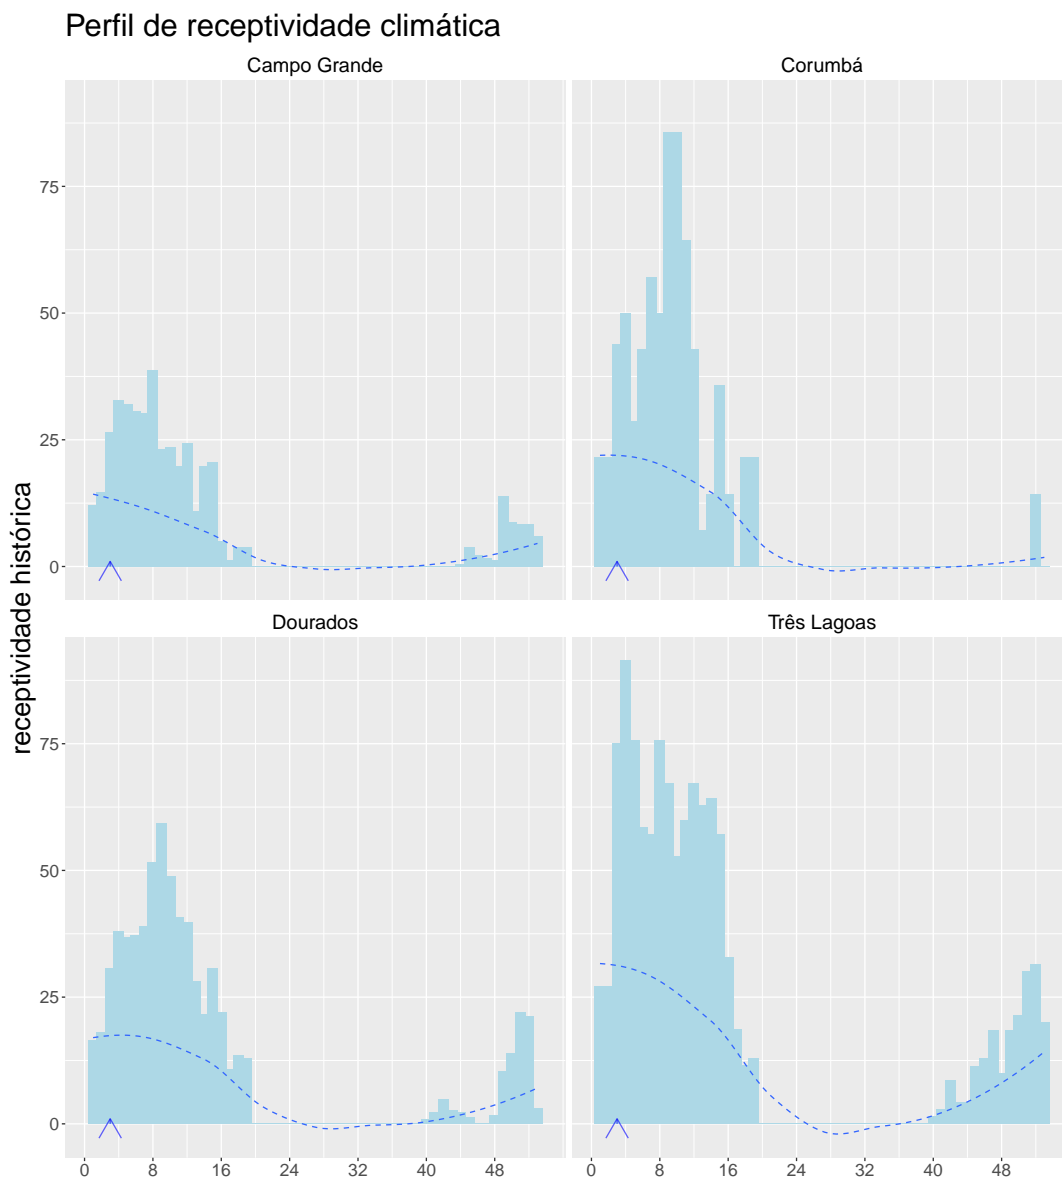 Perfil de receptividade climática
Campo Grande
Corumbá
75
50
25
0
Dourados
Três Lagoas
75
50
25
0
receptividade histórica
0 8 16 24 32 40 48
0 8 16 24 32 40 48